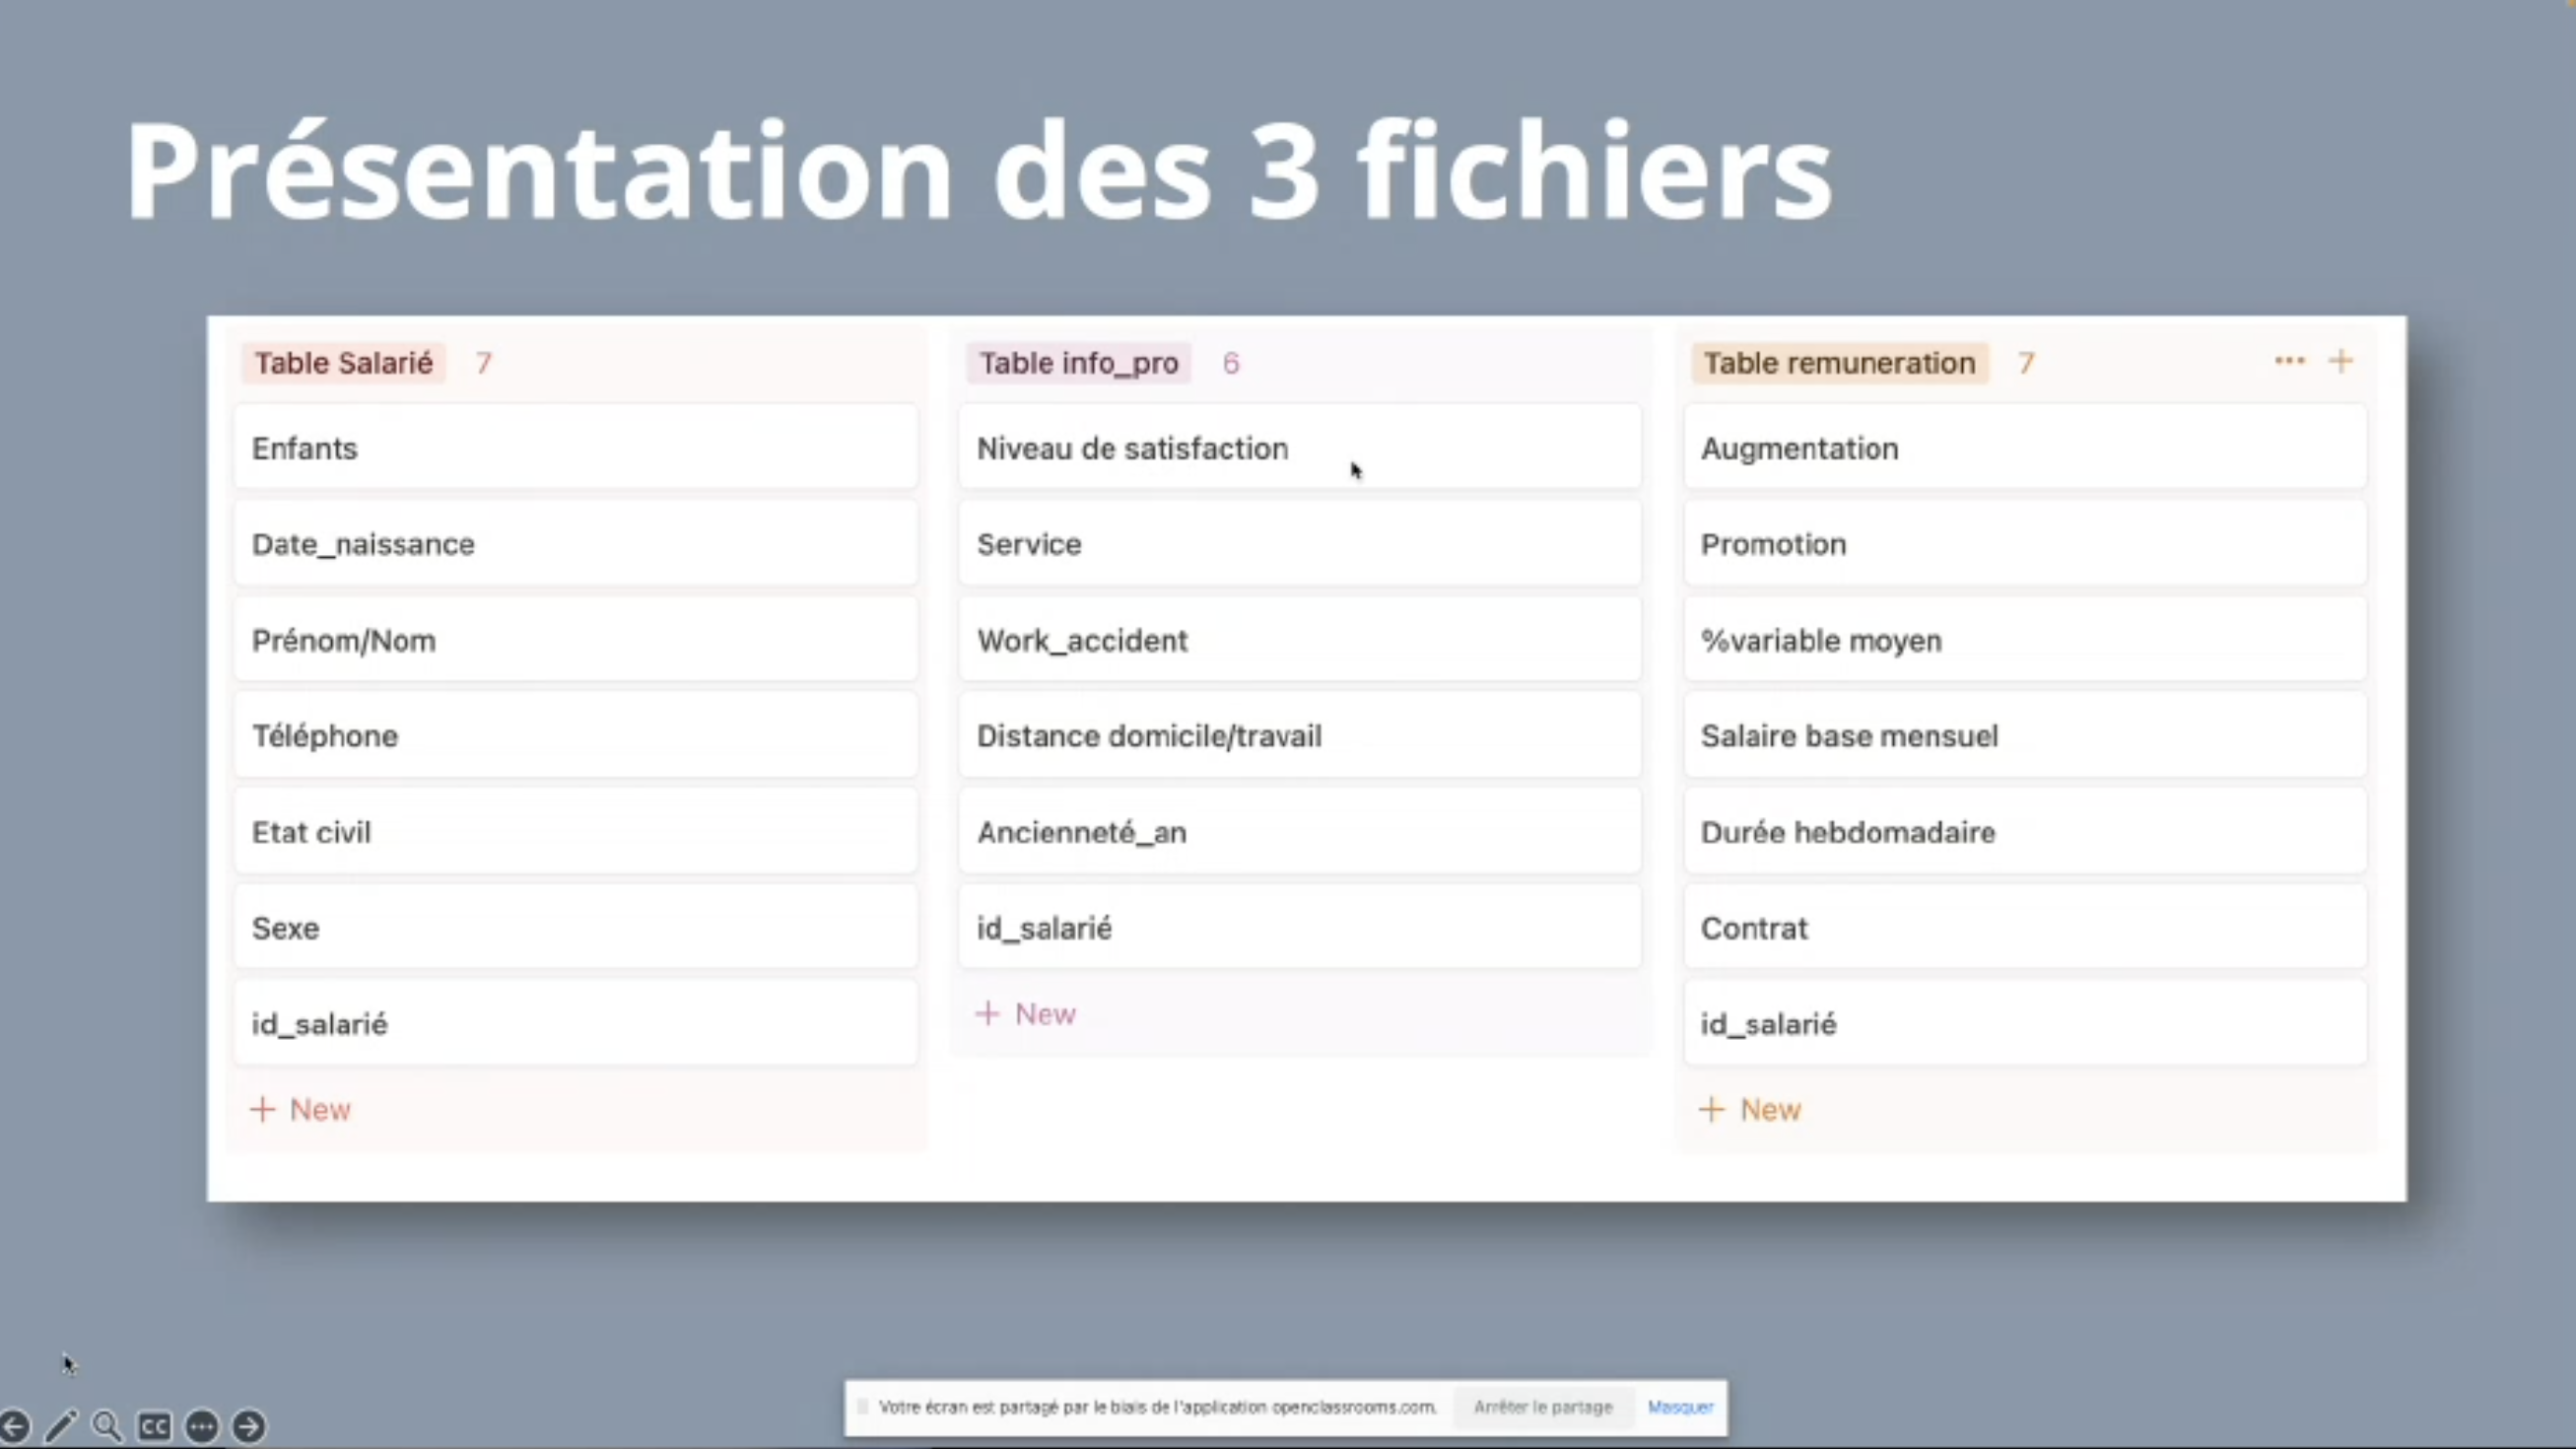 Présentation des 3 fichiers
Table Salarié 7
Enfants
Date_naissance
Prénom/Nom
Téléphone
Etat civil
Sexe
id_salarié
+ New
Table info_pro 6
Niveau de satisfaction
Service
Work_accident
Distance domicile/travail
Ancienneté_an
id_salarié
+ New
Table remuneration 7 ••• +
Augmentation
Promotion
%variable moyen
Salaire base mensuel
Durée hebdomadaire
Contrat
id_salarié
+ New
CC
Votre écran est partagé par le biais de l'application openclassrooms.com. Arrêter le partage Masquer